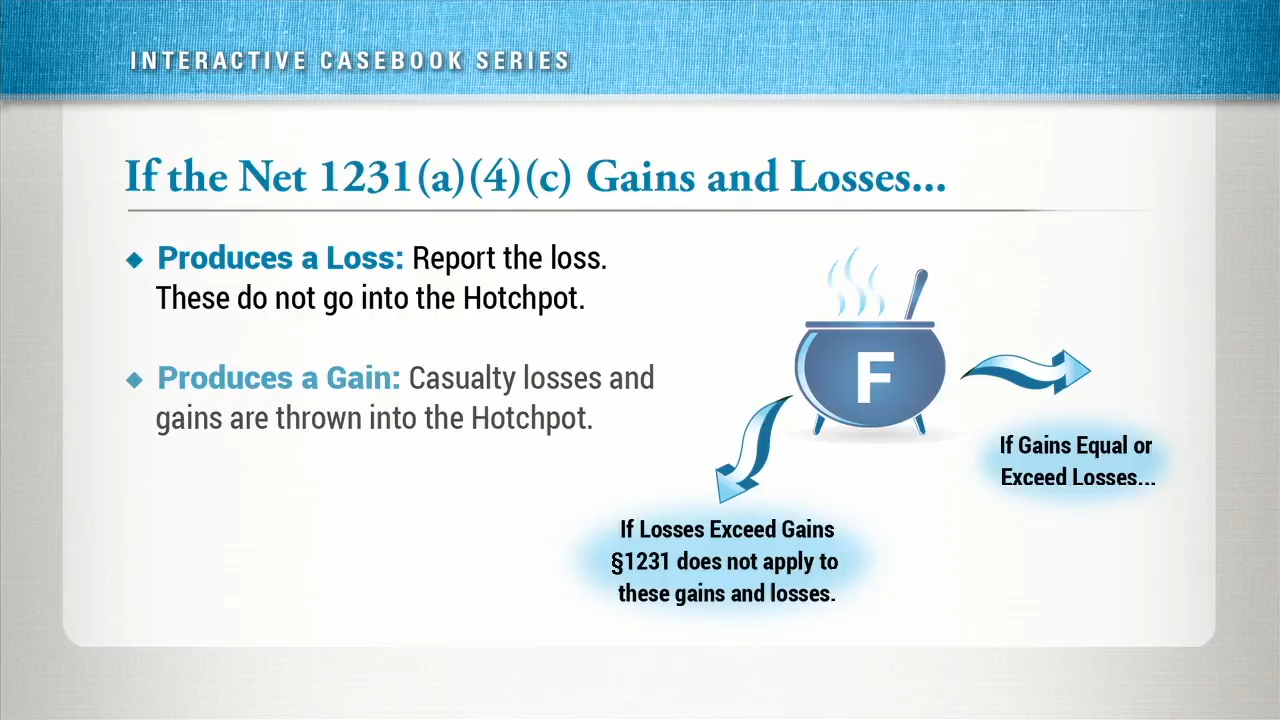 INTERACTIVE CASEBOOK SERIES
If the Net 1231(a)(4)(c) Gains and Losses...
Produces a Loss: Report the loss.
These do not go into the Hotchpot.
Produces a Gain: Casualty losses and
gains are thrown into the Hotchpot.
F
If Gains Equal or
Exceed Losses...
If Losses Exceed Gains
§1231 does not apply to
these gains and losses.